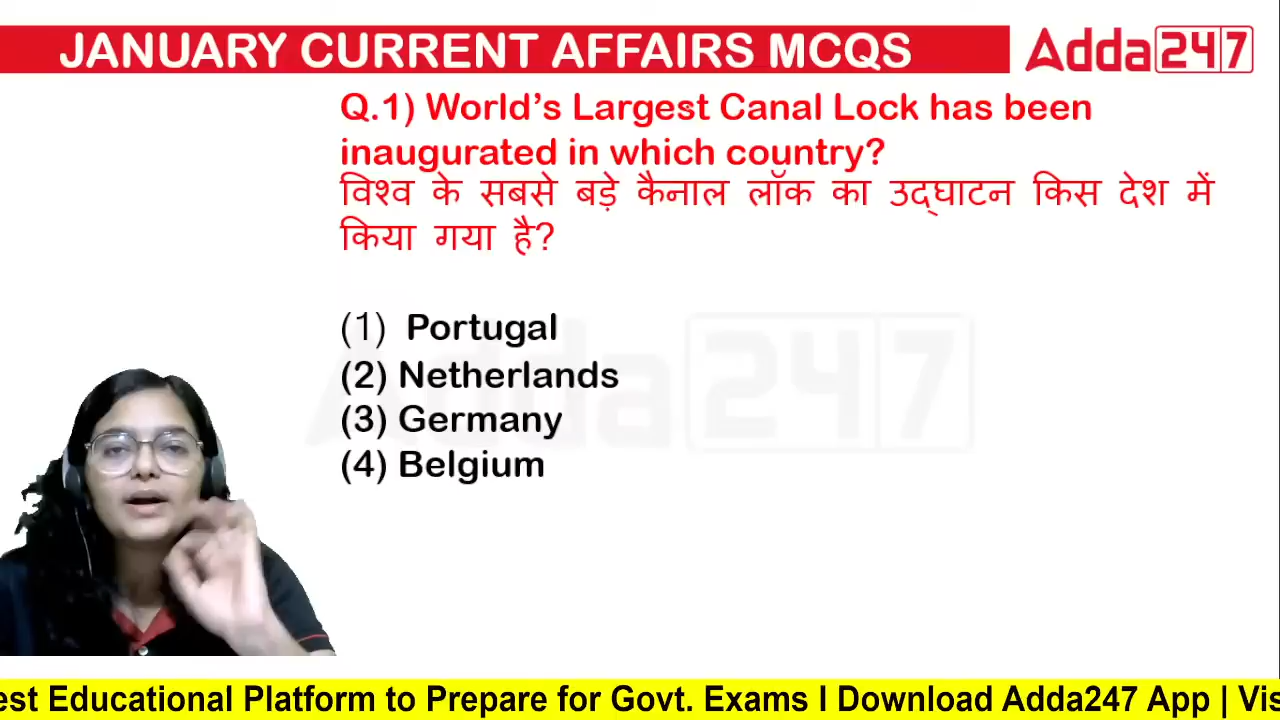 JANUARY CURRENT AFFAIRS MCQS
Adda247
Q.1) World's Largest Canal Lock has been
inaugurated in which country?
विश्व के सबसे बड़े कैनाल लॉक का उद्घाटन किस देश में
किया गया है?
(1) Portugal
(2) Netherlands
(3) Germany
(4) Belgium
Adda247
est Educational Platform to Prepare for Govt. Exams I Download Adda247 App | Vis